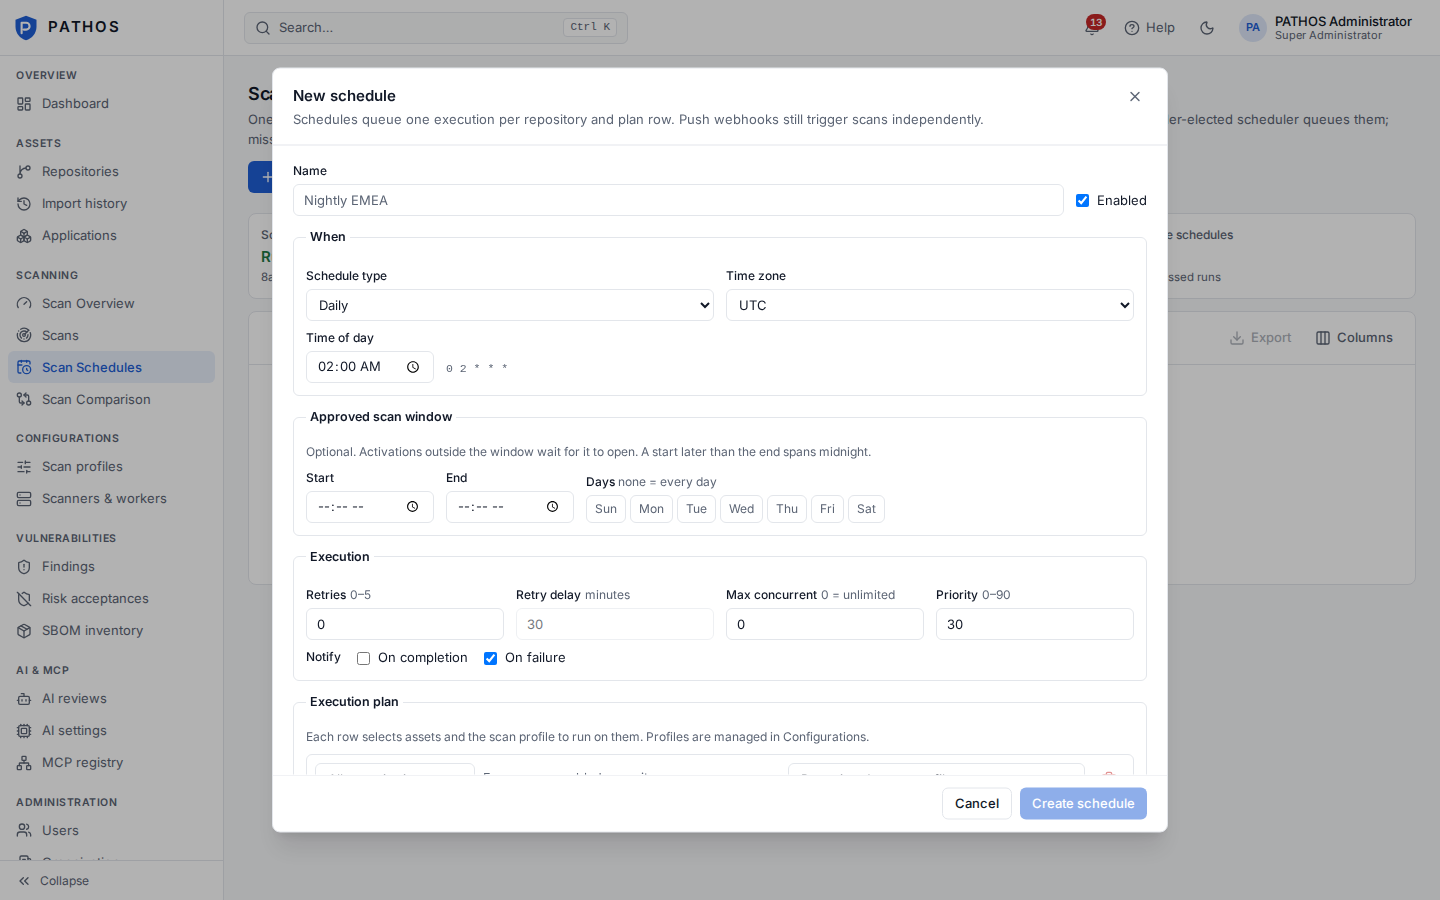 PATHOS
Search...
Ctrl K
13
Help
PA
PATHOS Administrator
Super Administrator
OVERVIEW
Dashboard
ASSETS
Repositories
Import history
Applications
SCANNING
Scan Overview
Scans
Scan Schedules
Scan Comparison
CONFIGURATIONS
Scan profiles
Scanners & workers
VULNERABILITIES
Findings
Risk acceptances
SBOM inventory
AI & MCP
AI reviews
AI settings
MCP registry
ADMINISTRATION
Users
Collapse
er-elected scheduler queues them;
e schedules
ssed runs
Export
Columns
New schedule
Schedules queue one execution per repository and plan row. Push webhooks still trigger scans independently.
Name
Nightly EMEA
Enabled
When
Schedule type
Time zone
Daily
UTC
Time of day
02:00 AM
0 2 * * *
Approved scan window
Optional. Activations outside the window wait for it to open. A start later than the end spans midnight.
Start
End
Days none = every day
--:-- --
--:-- --
Sun Mon Tue Wed Thu Fri Sat
Execution
Retries 0–5
Retry delay minutes
Max concurrent 0 = unlimited
Priority 0–90
0
30
0
30
Notify
On completion
On failure
Execution plan
Each row selects assets and the scan profile to run on them. Profiles are managed in Configurations.
Cancel
Create schedule